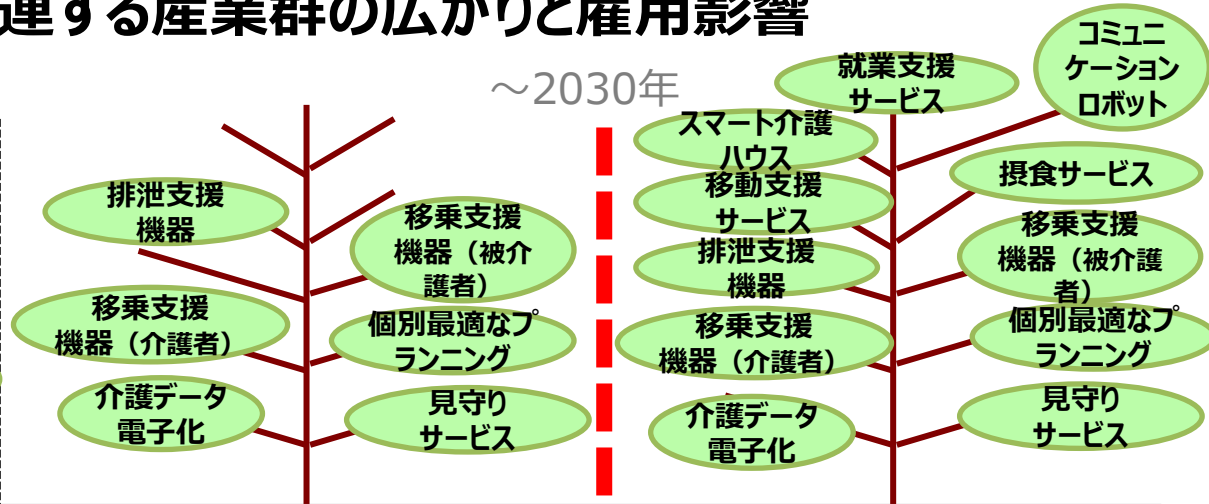 連する産業群の広がりと雇用影響
～2030年
排泄支援
機器
移乗支援
機器（被介
護者）
移乗支援
機器（介護者）
個別最適なプ
ランニング
介護データ
電子化
見守り
サービス
就業支援
サービス
コミュニ
ケーション
ロボット
スマート介護
ハウス
摂食サービス
移動支援
サービス
移乗支援
機器（被介護
者）
排泄支援
機器
移乗支援
機器（介護者）
個別最適なプ
ランニング
介護データ
電子化
見守り
サービス